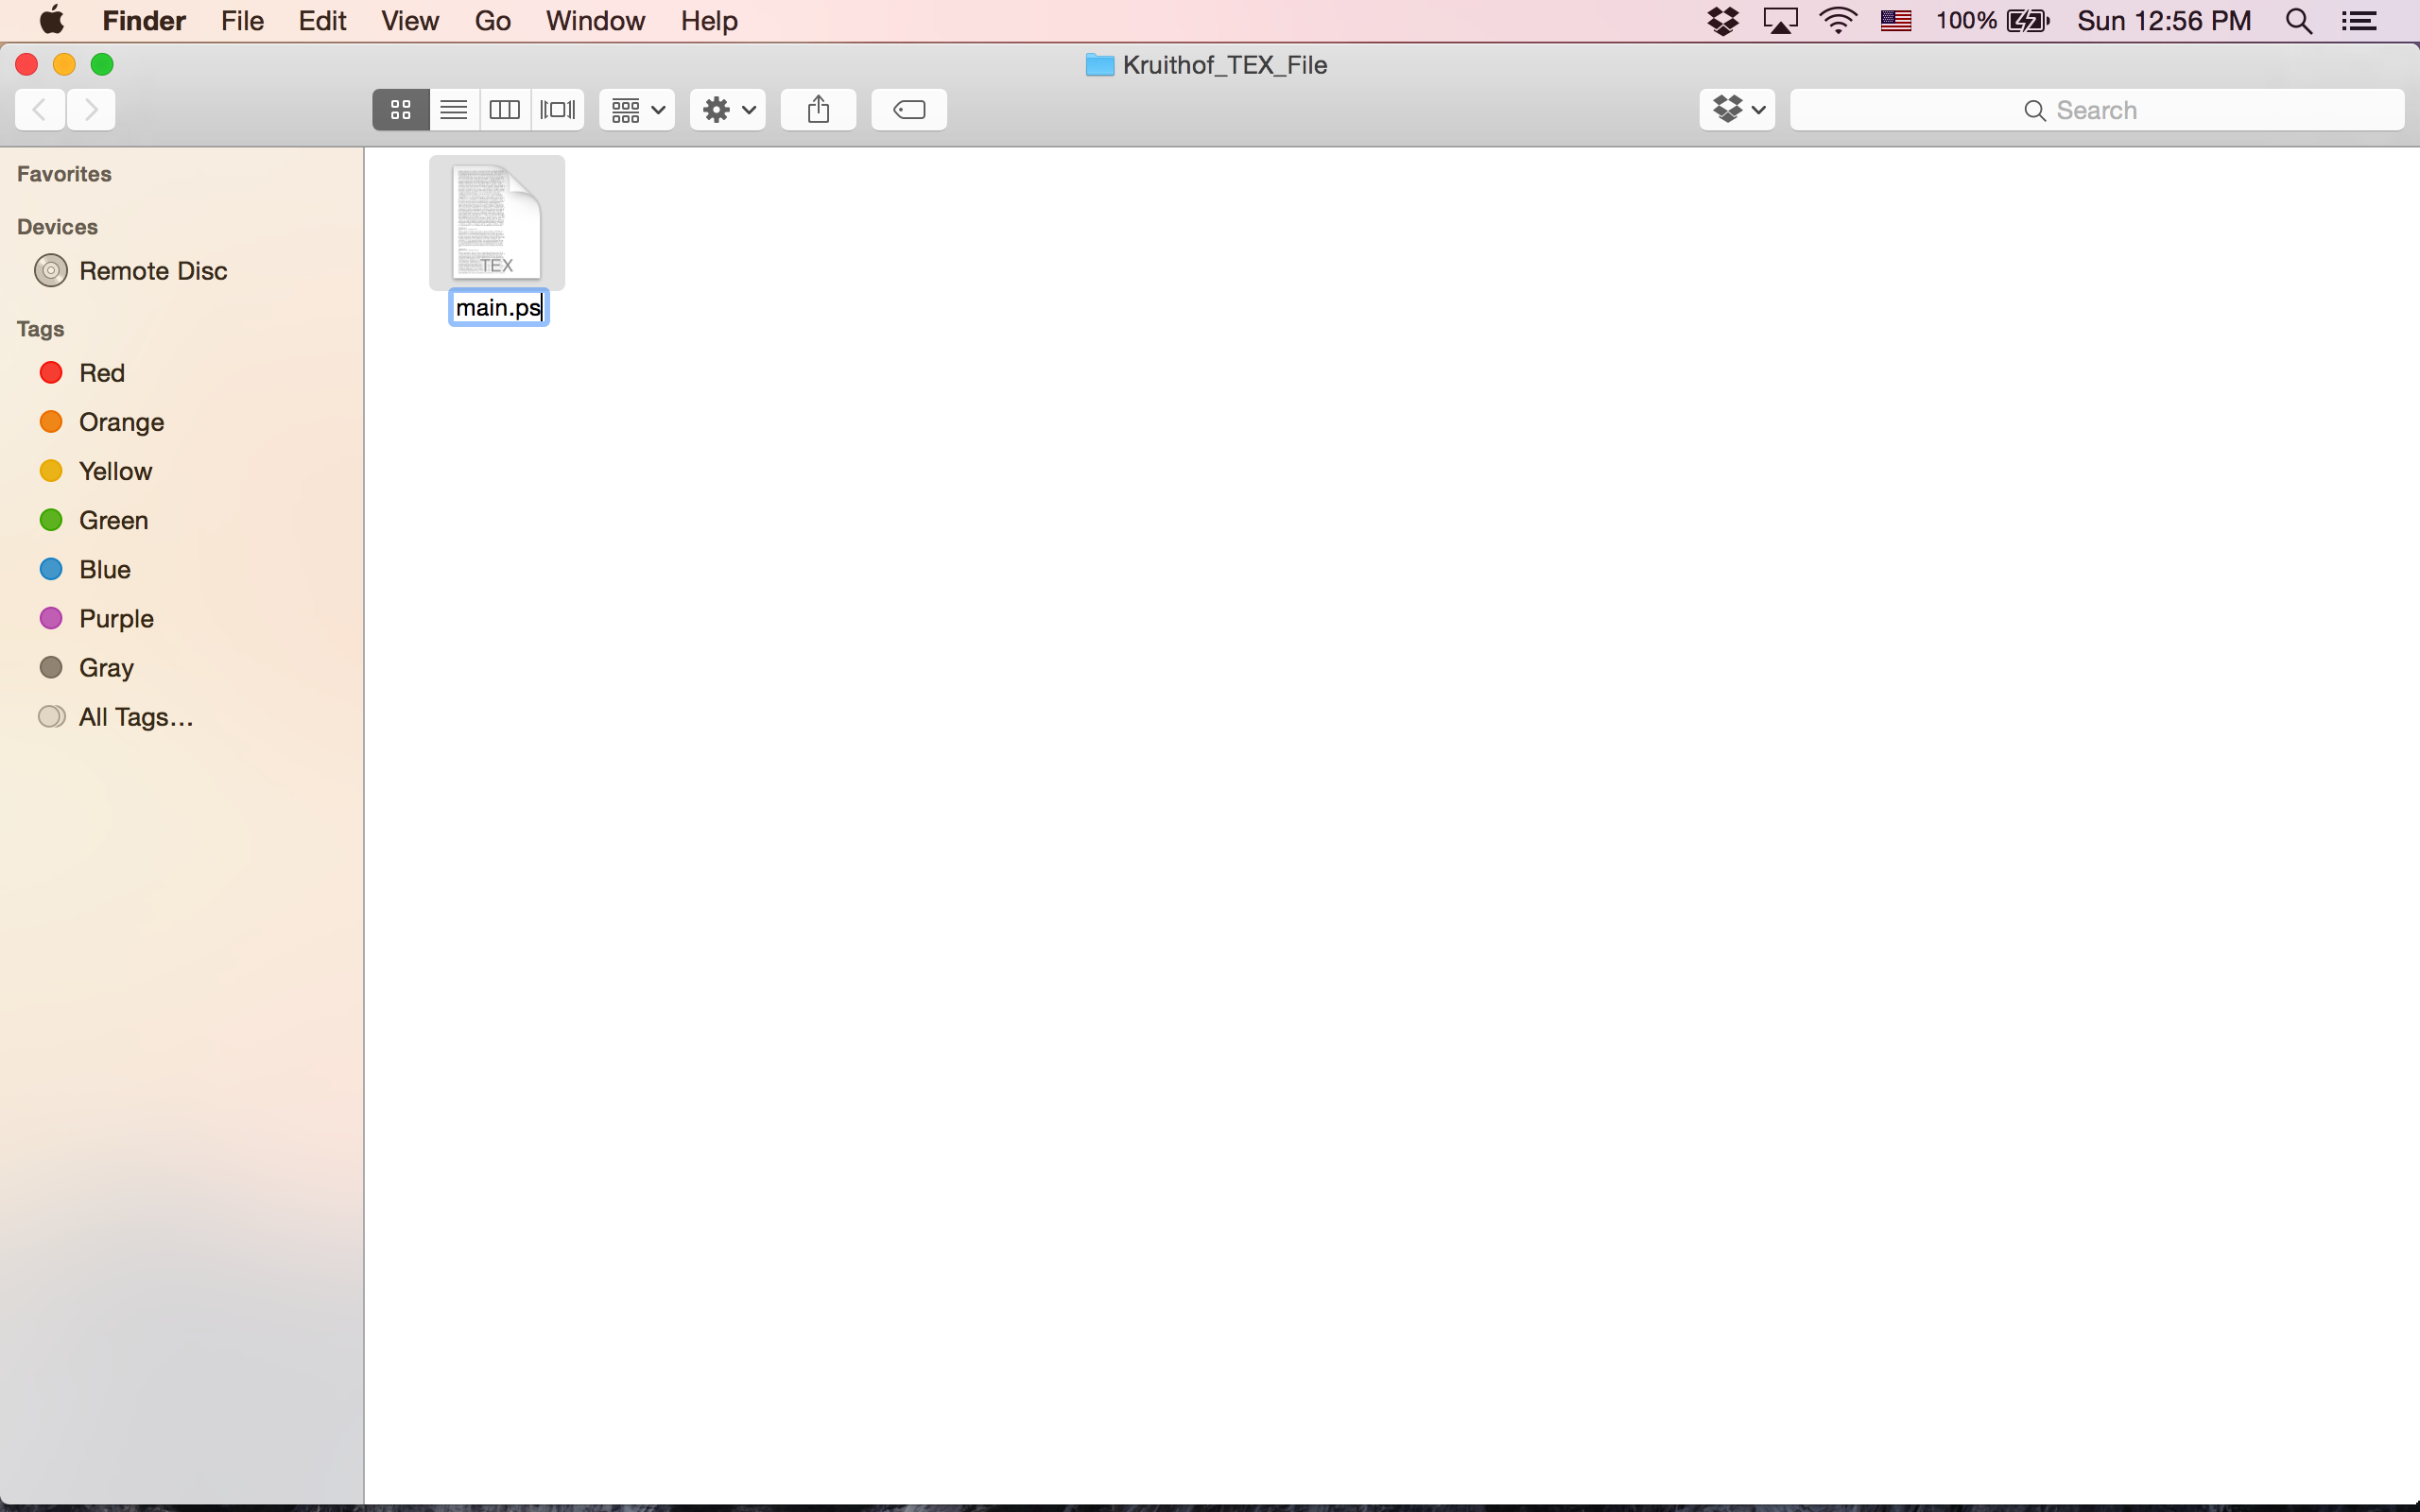 Finder File Edit View Go Window Help 100% Sun 12:56 PM
Kruithof_TEX_File
Search
Favorites
Devices
Remote Disc
Tags
Red
Orange
Yellow
Green
Blue
Purple
Gray
All Tags...
TEX
main.ps